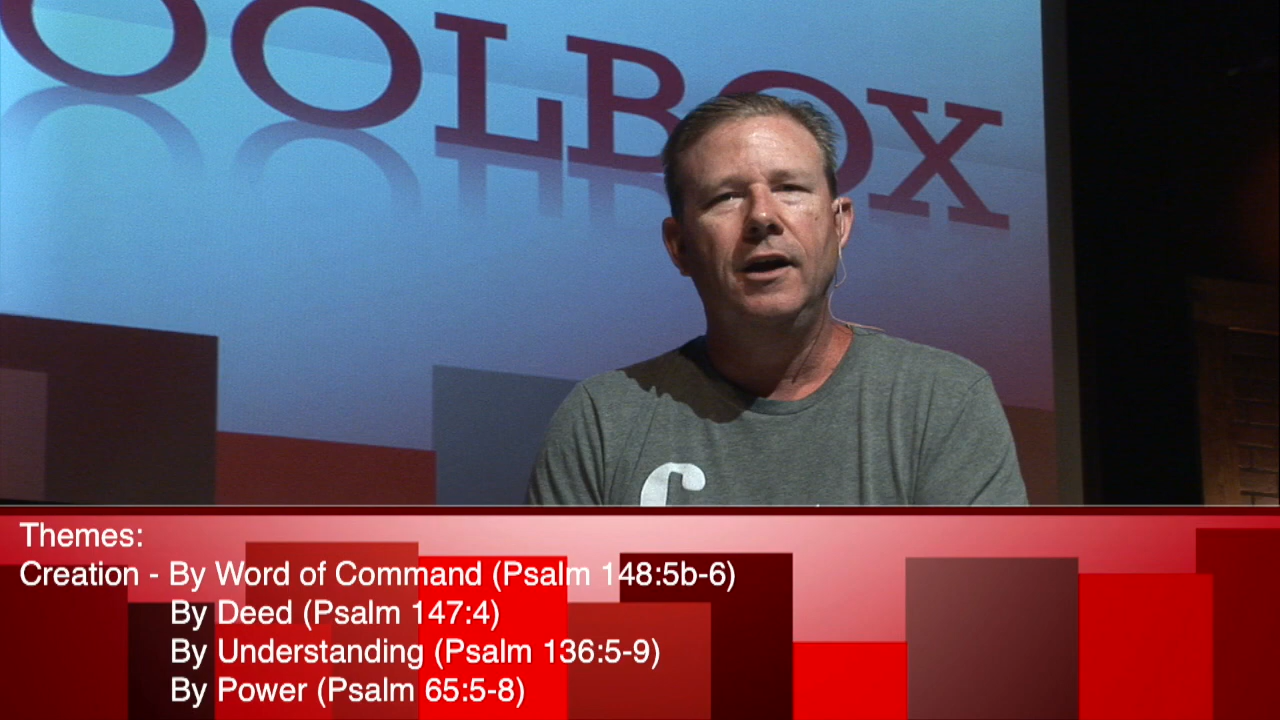 OOLBOX
Themes:
Creation - By Word of Command (Psalm 148:5b-6)
By Deed (Psalm 147:4)
By Understanding (Psalm 136:5-9)
By Power (Psalm 65:5-8)